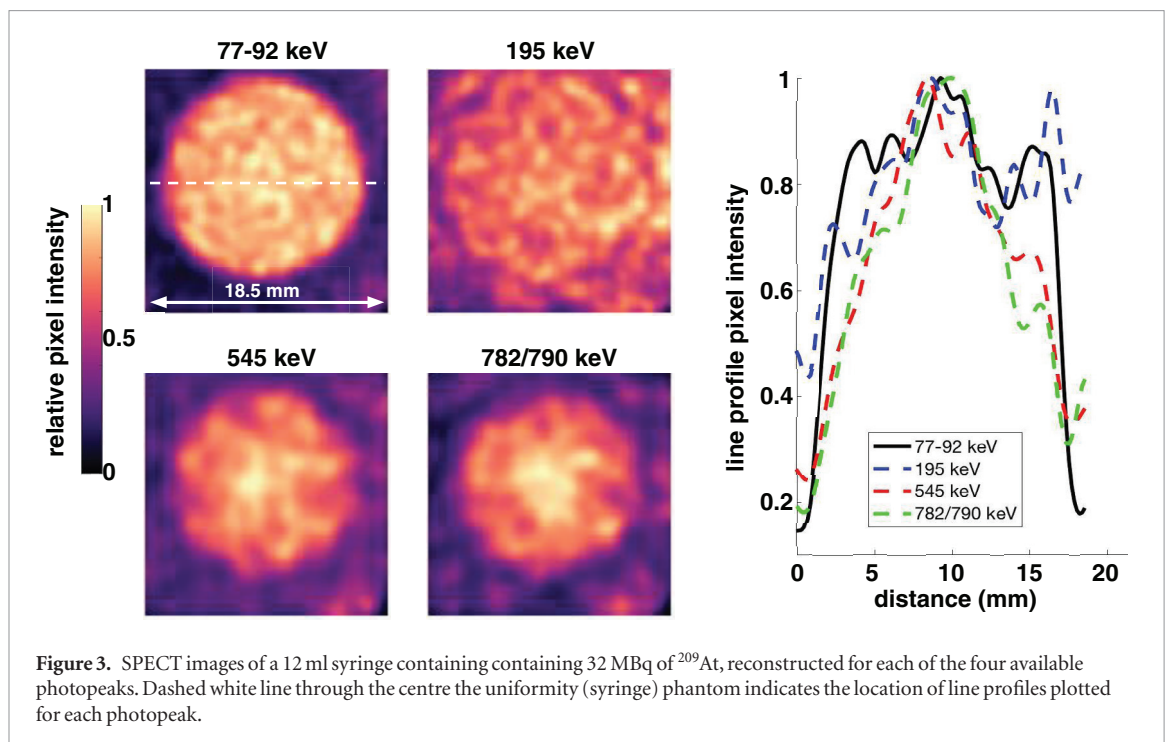 77-92 keV
195 keV
relative pixel intensity
1
0.5
0
18.5 mm
545 keV
782/790 keV
line profile pixel intensity
1
0.8
0.6
0.4
0.2
77-92 keV
195 keV
545 keV
782/790 keV
0 5 10 15 20
distance (mm)
Figure 3. SPECT images of a 12 ml syringe containing containing 32 MBq of ²⁰⁹At, reconstructed for each of the four available
photopeaks. Dashed white line through the centre the uniformity (syringe) phantom indicates the location of line profiles plotted
for each photopeak.